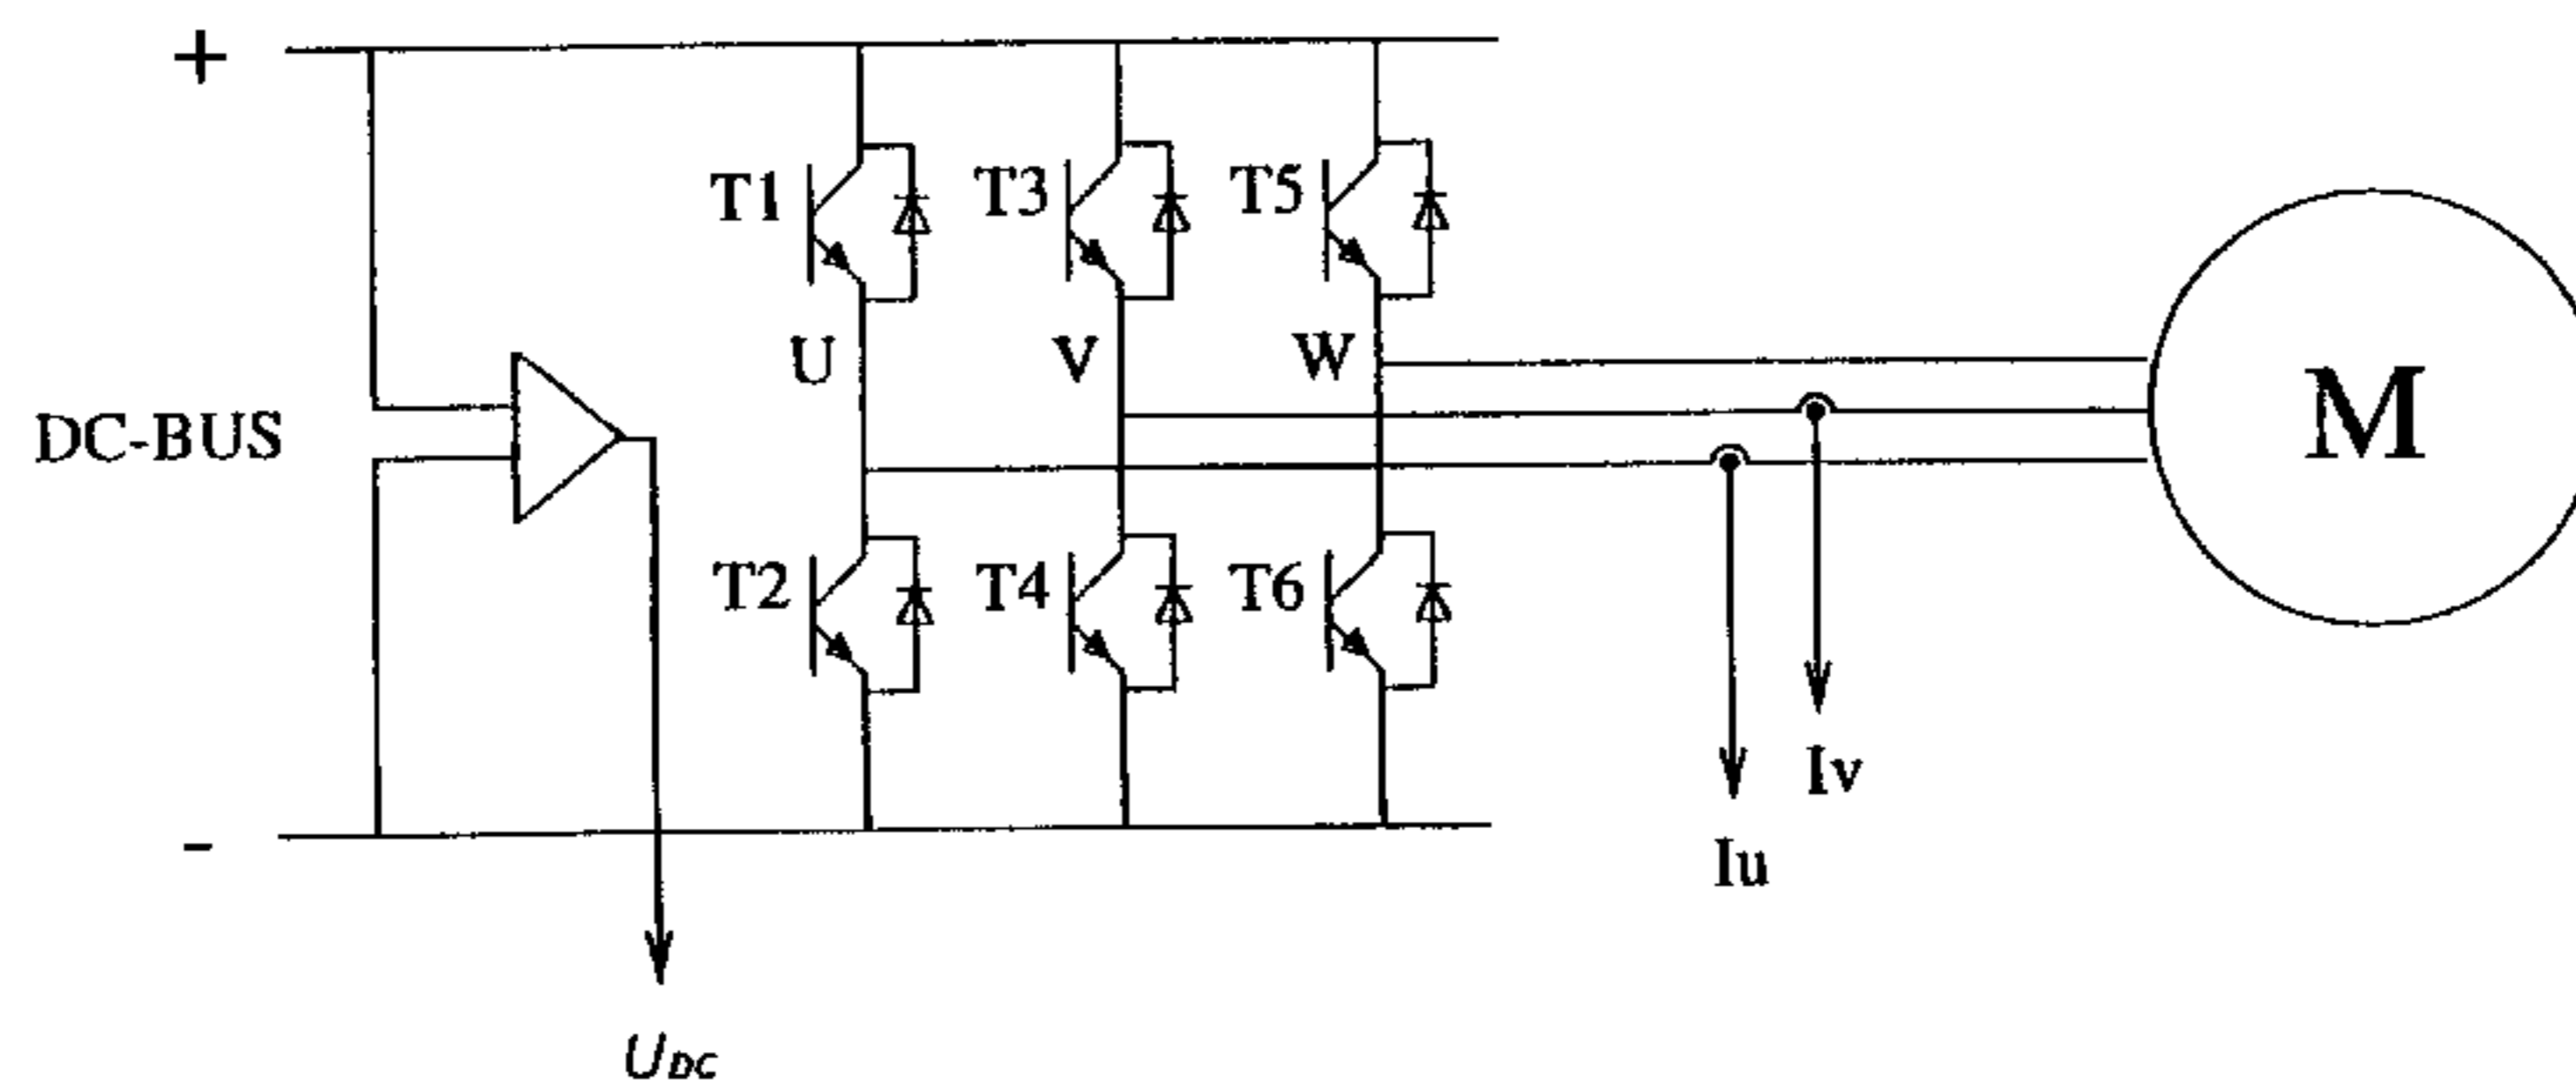 +
T1 T3 T5
U V W
DC-BUS
M
T2 T4 T6
Iv
-
Iu
UDC